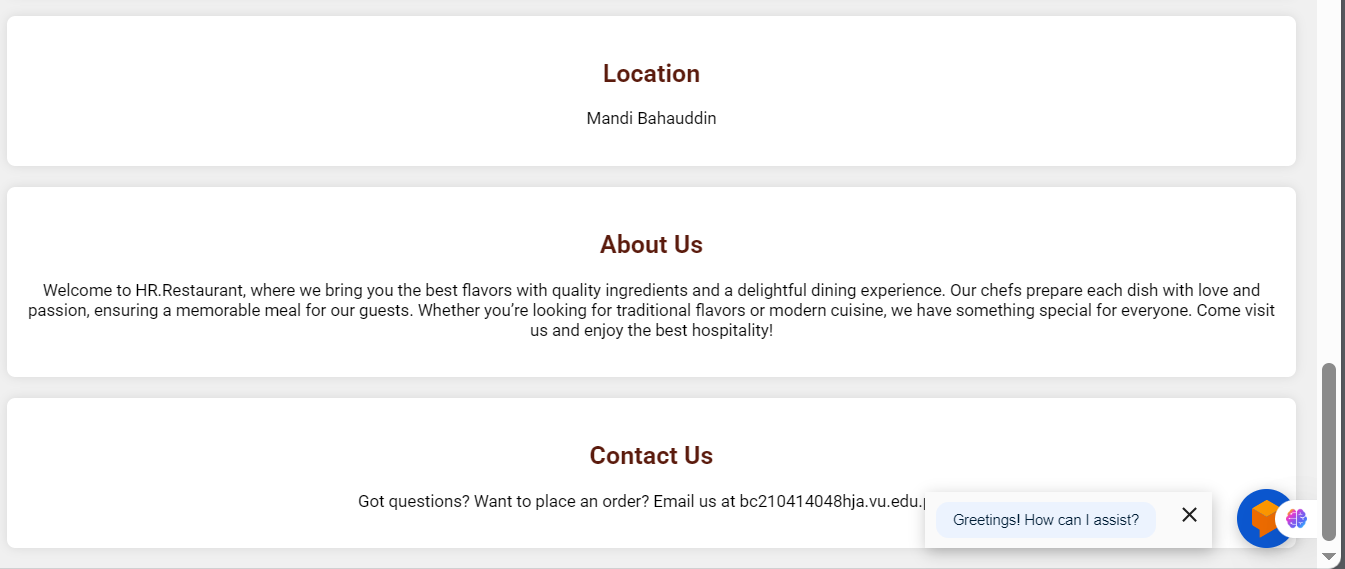 Location
Mandi Bahauddin
About Us
Welcome to HR.Restaurant, where we bring you the best flavors with quality ingredients and a delightful dining experience. Our chefs prepare each dish with love and
passion, ensuring a memorable meal for our guests. Whether you’re looking for traditional flavors or modern cuisine, we have something special for everyone. Come visit
us and enjoy the best hospitality!
Contact Us
Got questions? Want to place an order? Email us at bc210414048hja.vu.edu.
Greetings! How can I assist?